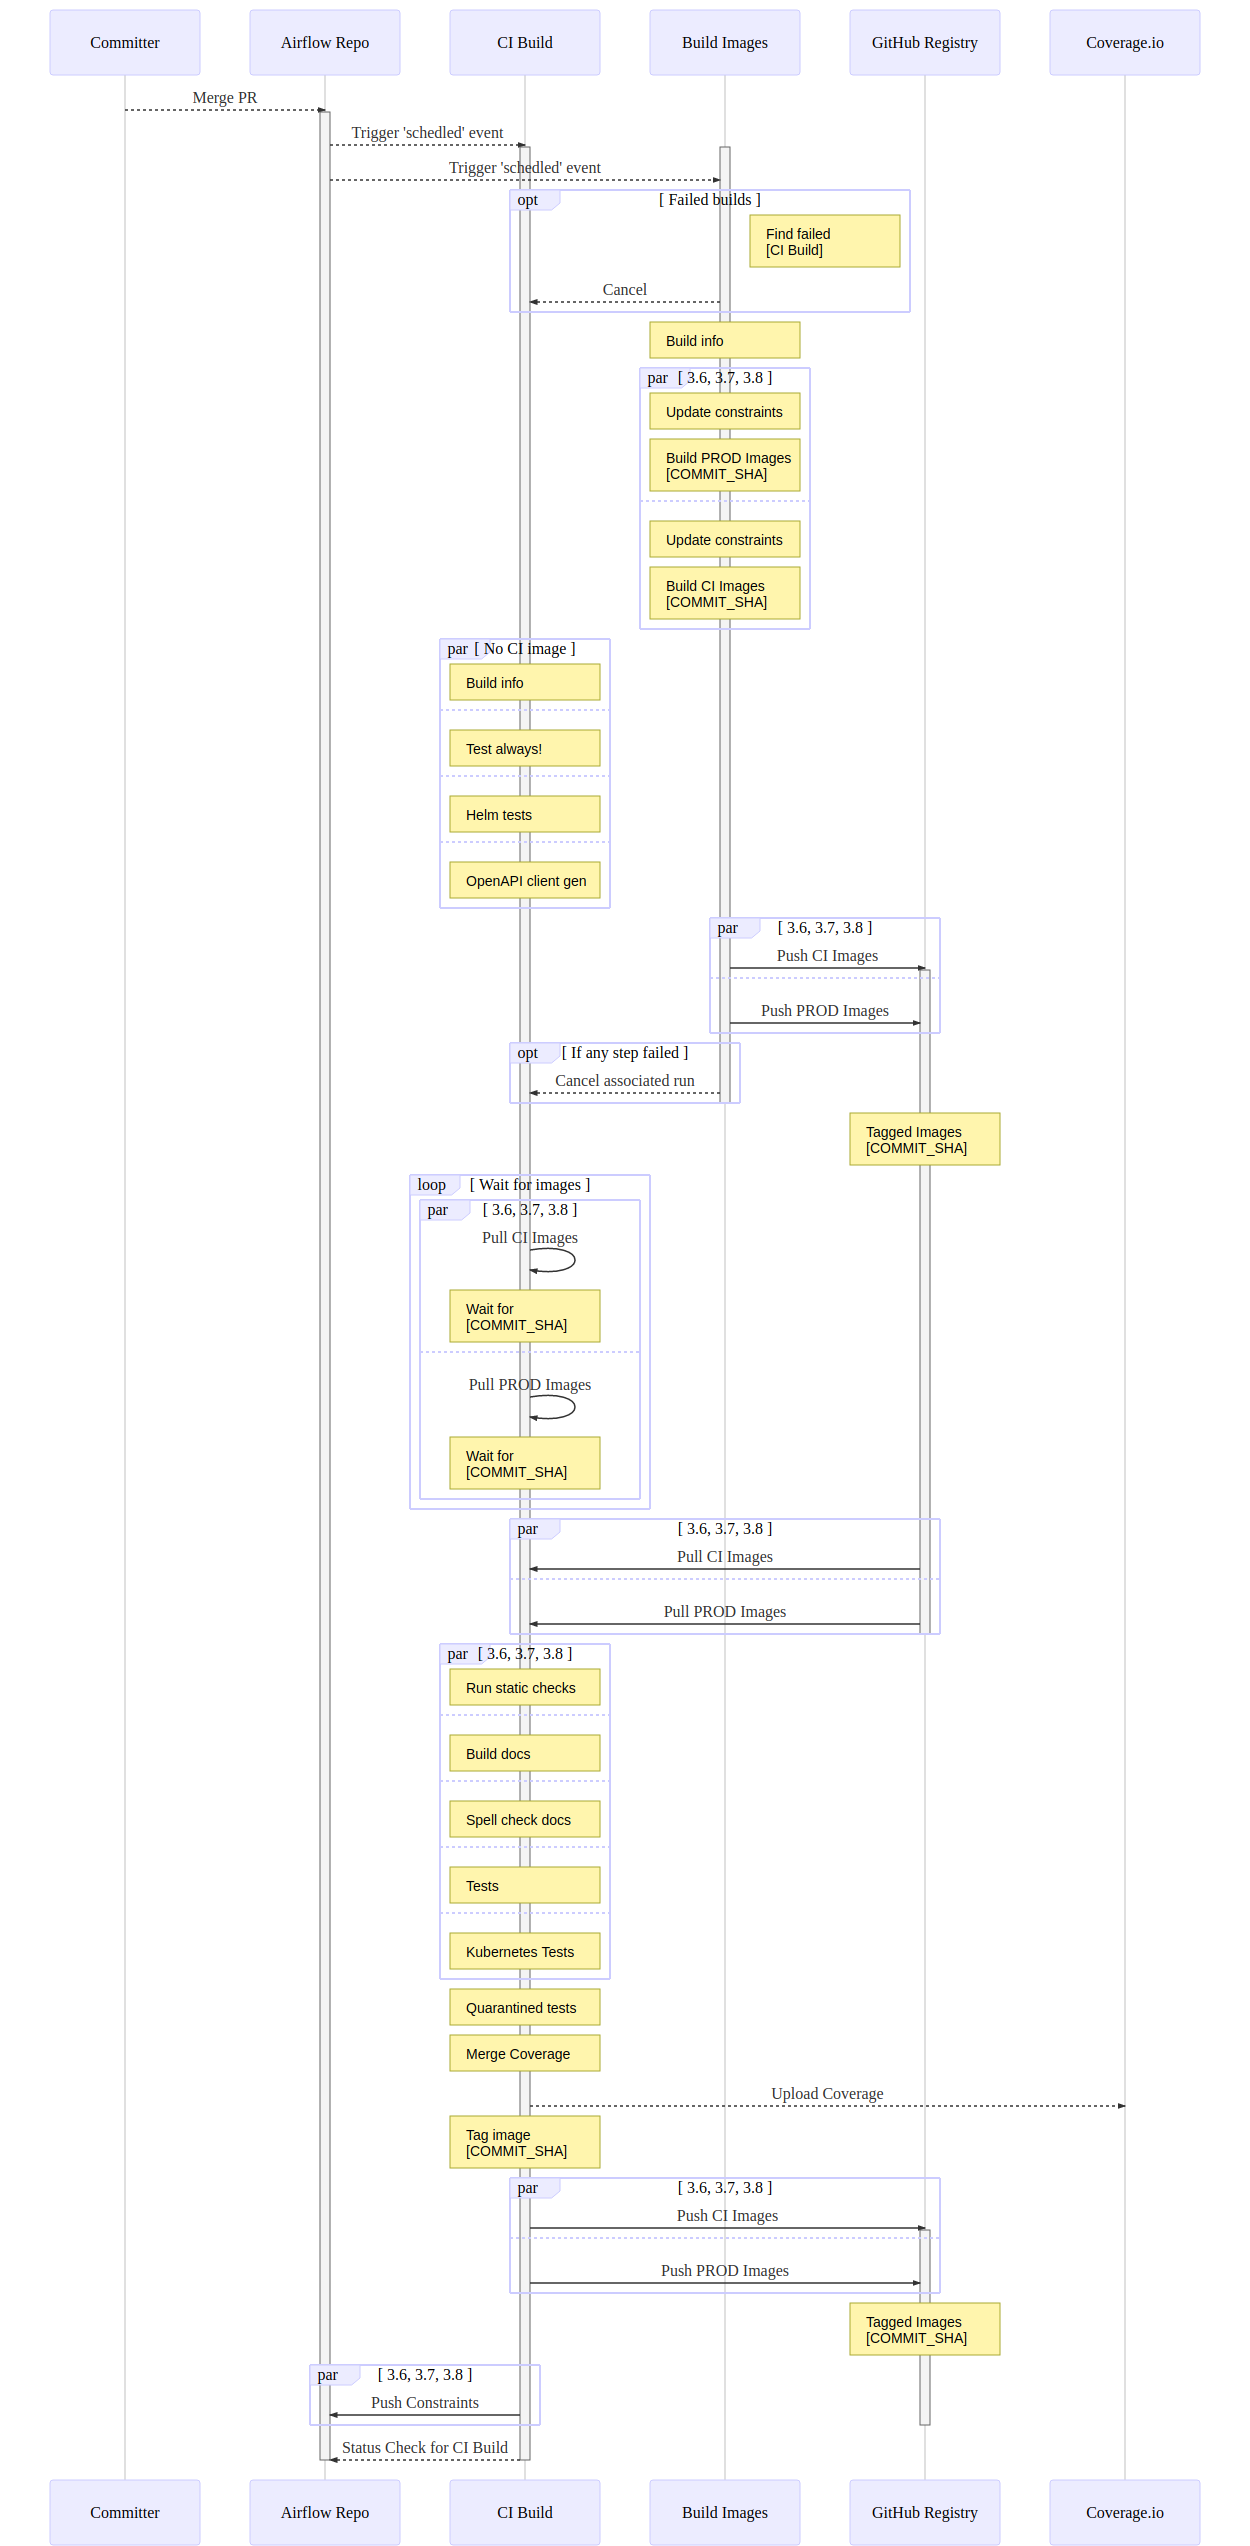 Committer
Airflow Repo
CI Build
Build Images
GitHub Registry
Coverage.io
Merge PR
Trigger 'schedled' event
Trigger 'schedled' event
opt
[ Failed builds ]
Find failed
[CI Build]
Cancel
Build info
par
[ 3.6, 3.7, 3.8 ]
Update constraints
Build PROD Images
[COMMIT_SHA]
Update constraints
Build CI Images
[COMMIT_SHA]
par
[ No CI image ]
Build info
Test always!
Helm tests
OpenAPI client gen
par
[ 3.6, 3.7, 3.8 ]
Push CI Images
Push PROD Images
opt
[ If any step failed ]
Cancel associated run
Tagged Images
[COMMIT_SHA]
loop
[ Wait for images ]
par
[ 3.6, 3.7, 3.8 ]
Pull CI Images
Wait for
[COMMIT_SHA]
Pull PROD Images
Wait for
[COMMIT_SHA]
par
[ 3.6, 3.7, 3.8 ]
Pull CI Images
Pull PROD Images
par
[ 3.6, 3.7, 3.8 ]
Run static checks
Build docs
Spell check docs
Tests
Kubernetes Tests
Quarantined tests
Merge Coverage
Upload Coverage
Tag image
[COMMIT_SHA]
par
[ 3.6, 3.7, 3.8 ]
Push CI Images
Push PROD Images
Tagged Images
[COMMIT_SHA]
par
[ 3.6, 3.7, 3.8 ]
Push Constraints
Status Check for CI Build
Committer
Airflow Repo
CI Build
Build Images
GitHub Registry
Coverage.io